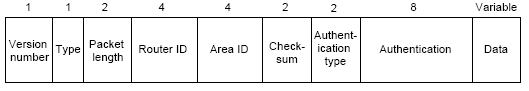 1 1 2 4 4 2 2 8 Variable
Version
number
Type
Packet
length
Router ID
Area ID
Check-
sum
Authent-
ication
type
Authentication
Data